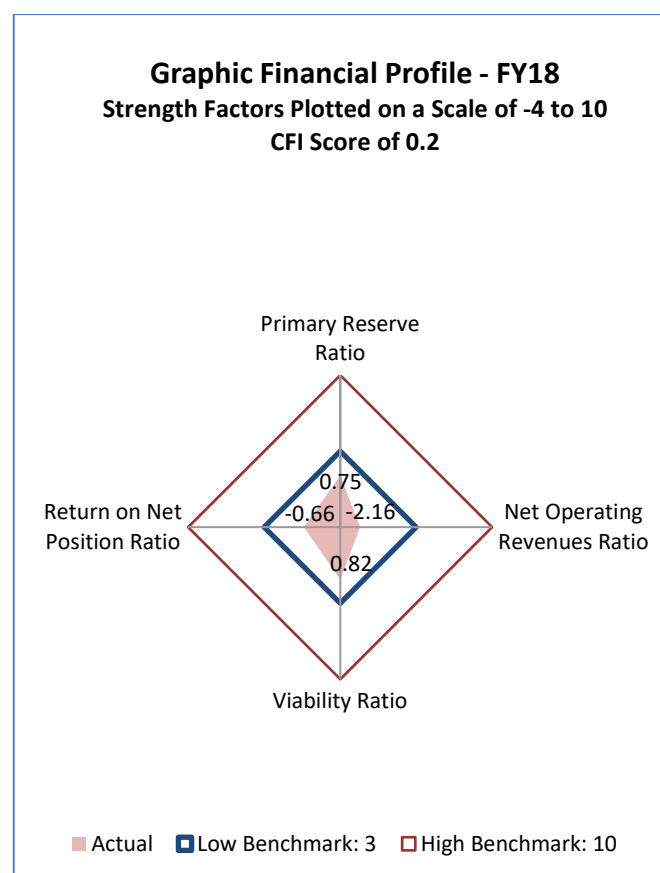 Graphic Financial Profile - FY18
Strength Factors Plotted on a Scale of -4 to 10
CFI Score of 0.2
Primary Reserve
Ratio
0.75
Return on Net
Position Ratio
-0.66
-2.16
Net Operating
Revenues Ratio
0.82
Viability Ratio
Actual
Low Benchmark: 3
High Benchmark: 10